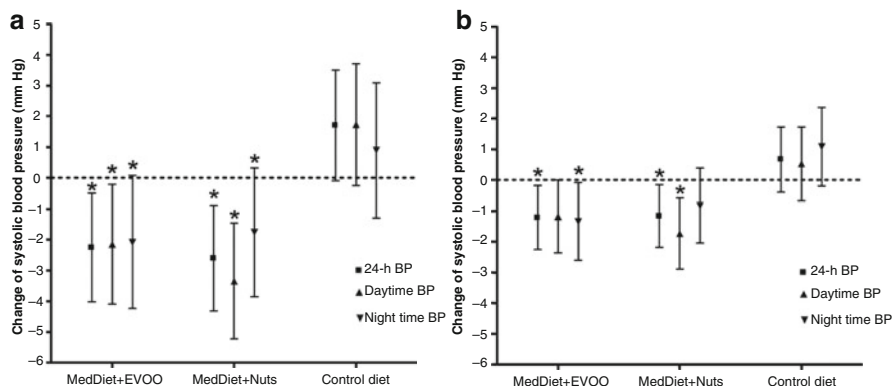 a
Change of systolic blood pressure (mm Hg)
5
4
3
2
1
0
−1
−2
−3
−4
−5
−6
* * *
* * *
24-h BP
Daytime BP
Night time BP
MedDiet+EVOO MedDiet+Nuts Control diet
b
Change of systolic blood pressure (mm Hg)
5
4
3
2
1
0
−1
−2
−3
−4
−5
−6
* *
* *
24-h BP
Daytime BP
Night time BP
MedDiet+EVOO MedDiet+Nuts Control diet